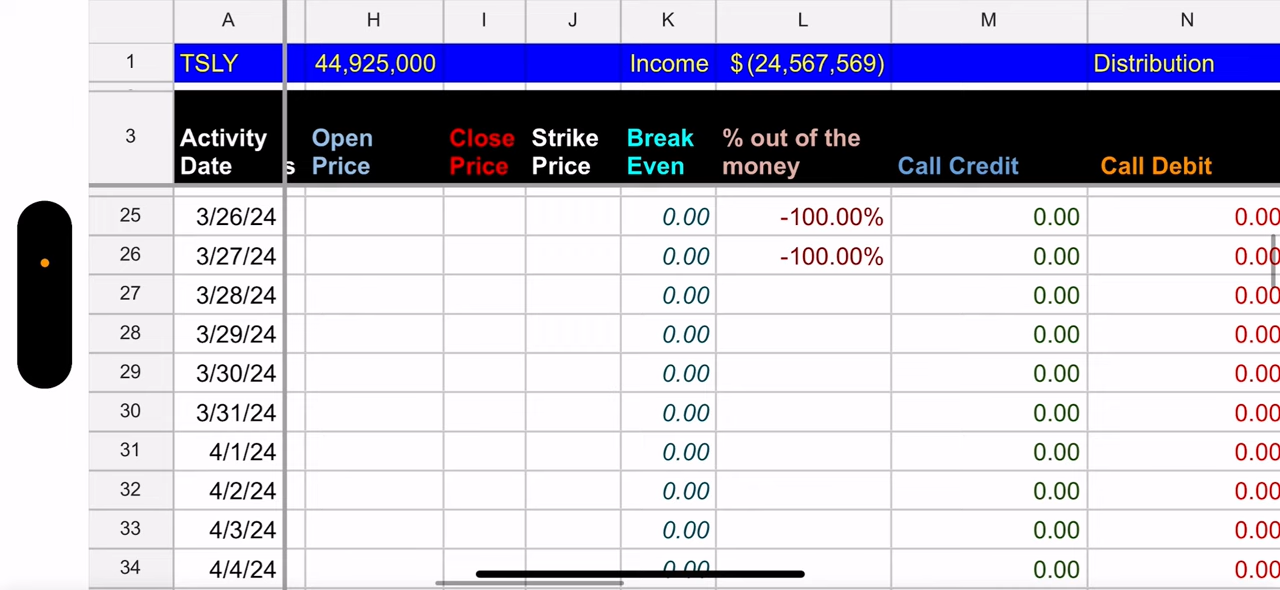 A H I J K L M N
1 TSLY 44,925,000 Income $(24,567,569) Distribution
3 Activity Date s Open Price Close Price Strike Price Break Even % out of the money Call Credit Call Debit
25 3/26/24 0.00 -100.00% 0.00 0.00
26 3/27/24 0.00 -100.00% 0.00 0.00
27 3/28/24 0.00 0.00 0.00
28 3/29/24 0.00 0.00 0.00
29 3/30/24 0.00 0.00 0.00
30 3/31/24 0.00 0.00 0.00
31 4/1/24 0.00 0.00 0.00
32 4/2/24 0.00 0.00 0.00
33 4/3/24 0.00 0.00 0.00
34 4/4/24 0.00 0.00 0.00